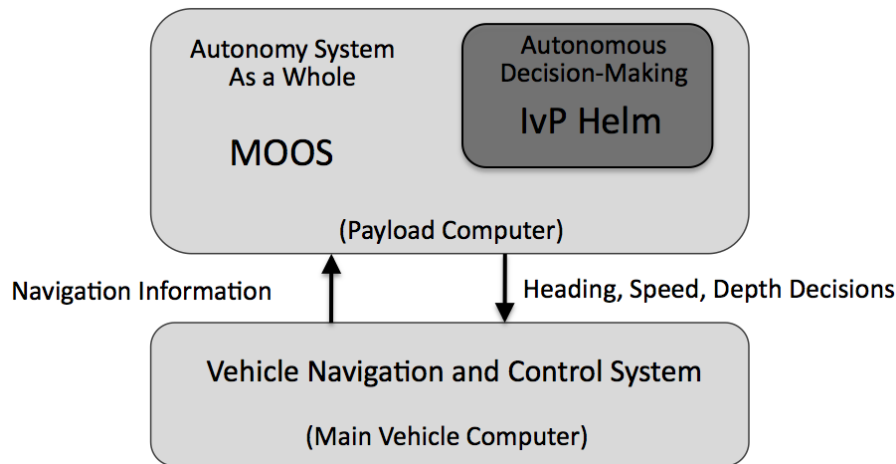 Autonomy System
As a Whole
MOOS
Autonomous
Decision-Making
IvP Helm
(Payload Computer)
Navigation Information
Heading, Speed, Depth Decisions
Vehicle Navigation and Control System
(Main Vehicle Computer)